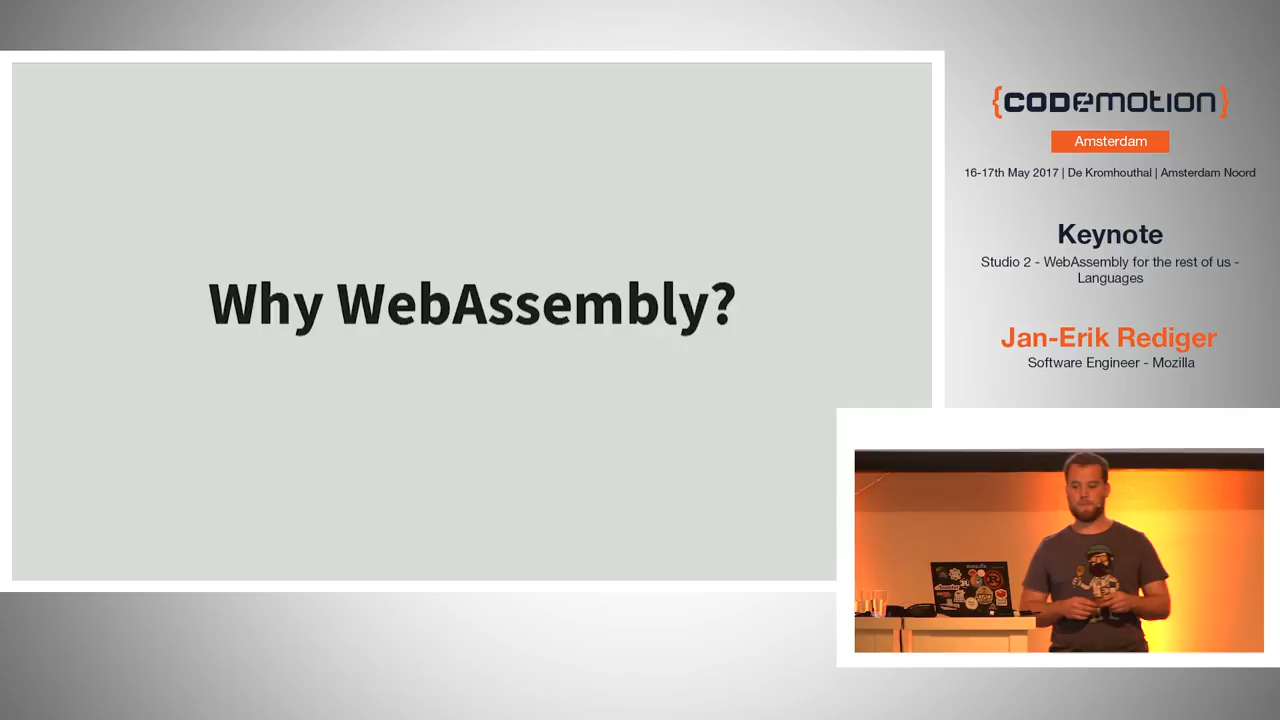 Why WebAssembly?
{CODEMOTION}
Amsterdam
16-17th May 2017 | De Kromhouthal | Amsterdam Noord
Keynote
Studio 2 - WebAssembly for the rest of us -
Languages
Jan-Erik Rediger
Software Engineer - Mozilla